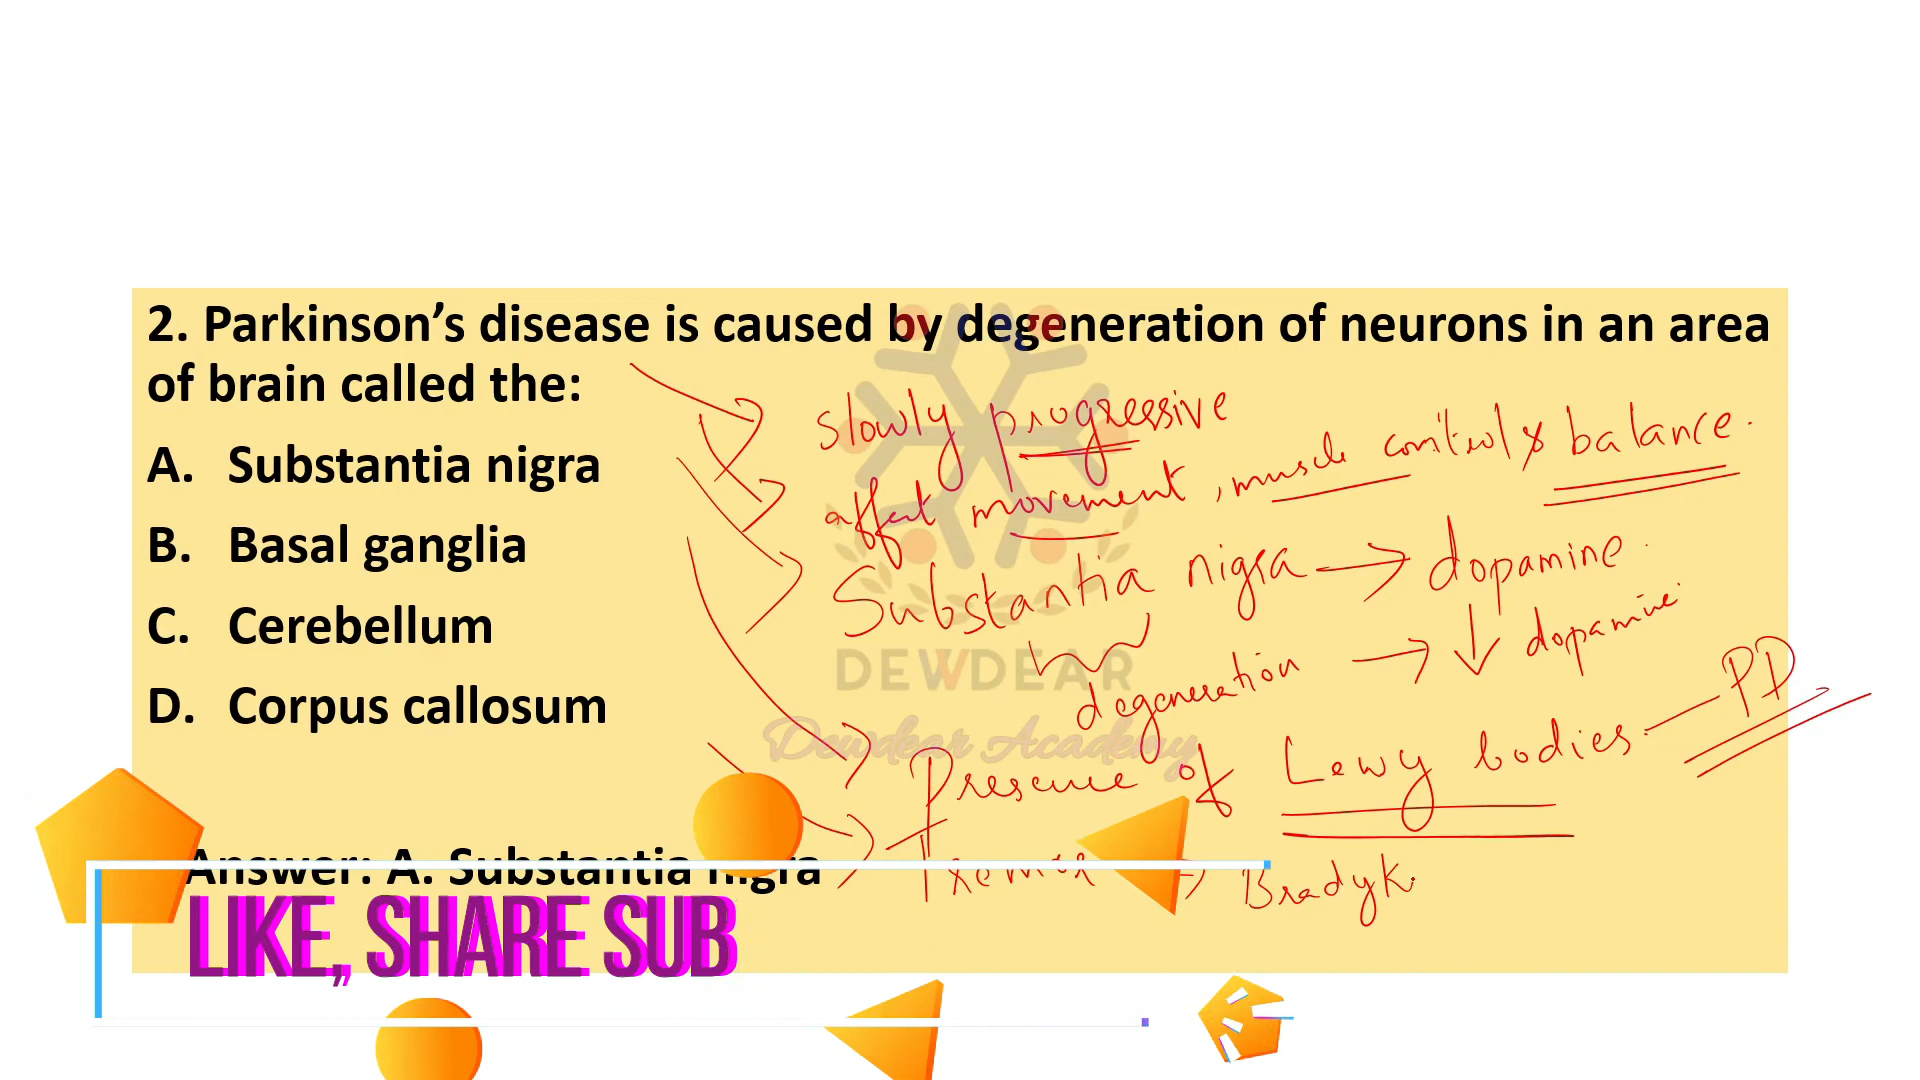 2. Parkinson’s disease is caused by degeneration of neurons in an area
of brain called the:
A. Substantia nigra
B. Basal ganglia
C. Cerebellum
D. Corpus callosum
slowly progressive
affect movement, muscle control & balance.
Substantia nigra → dopamine.
degeneration → ↓ dopamine
Presence of Lewy bodies. PD
Tremor → Bradyk
DEWDEAR
Dewdear Academy
Answer: A. Substantia nigra
LIKE, SHARE SUB